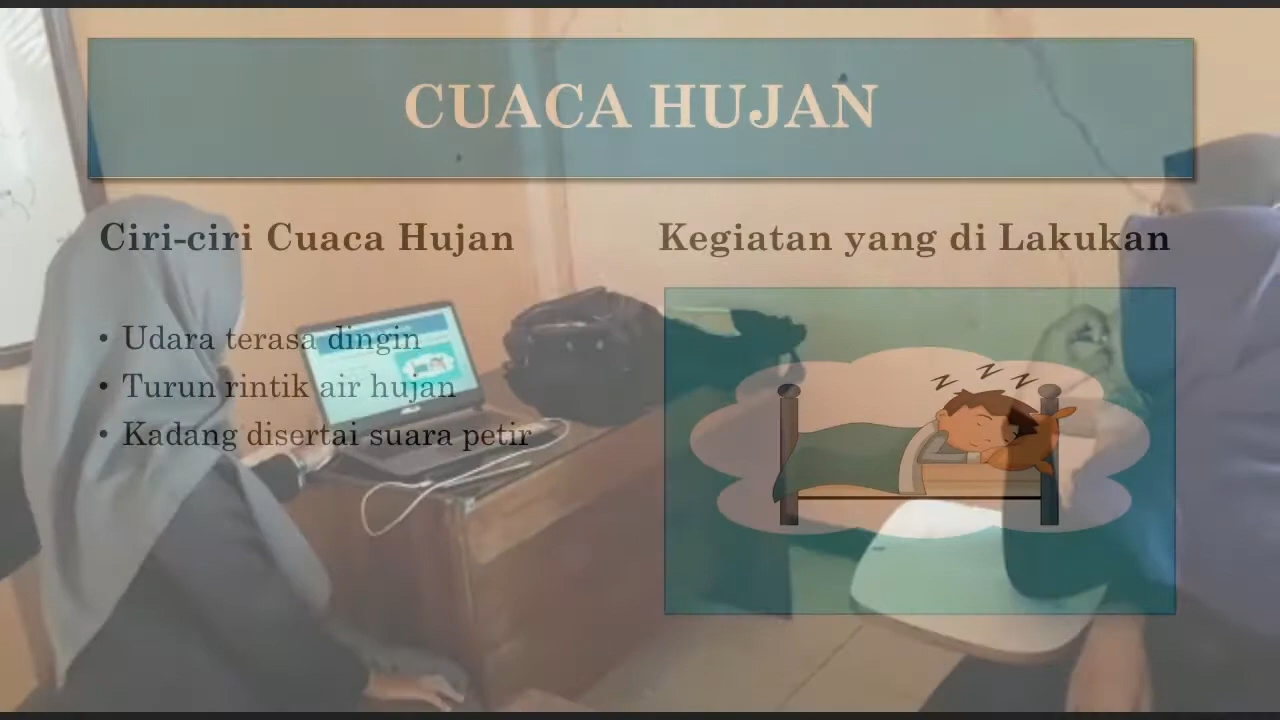 CUACA HUJAN
Ciri-ciri Cuaca Hujan
• Udara terasa dingin
• Turun rintik air hujan
• Kadang disertai suara petir
Kegiatan yang di Lakukan